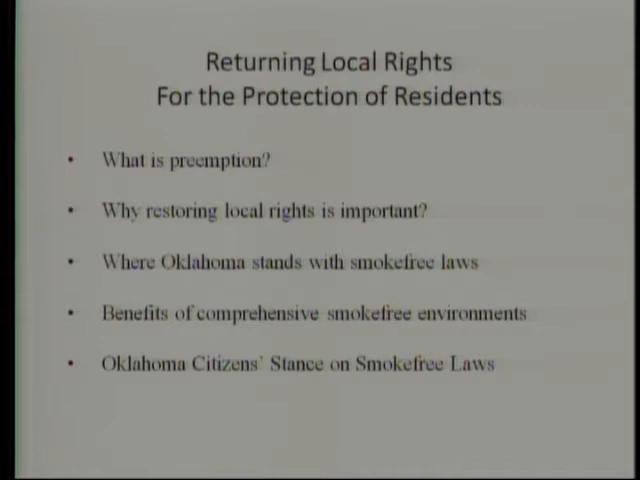 Returning Local Rights
For the Protection of Residents
• What is preemption?
• Why restoring local rights is important?
• Where Oklahoma stands with smokefree laws
• Benefits of comprehensive smokefree environments
• Oklahoma Citizens' Stance on Smokefree Laws